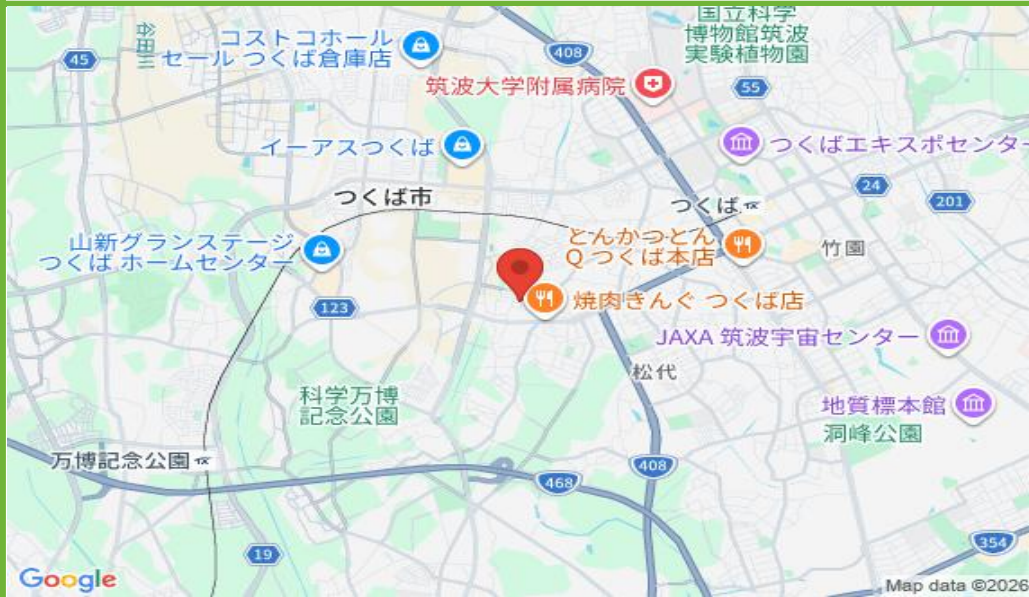 国立科学
博物館筑波
実験植物園
谷田川
コストコホール
セール つくば倉庫店
408
45
筑波大学附属病院
55
イーアスつくば
つくばエキスポセンター
24
つくば市
つくば
201
山新グランステージ
つくば ホームセンター
とんかつとん
Q つくば本店
竹園
123
焼肉きんぐ つくば店
JAXA 筑波宇宙センター
松代
科学万博
記念公園
地質標本館
洞峰公園
万博記念公園
408
468
19
354
Google
Map data ©2026